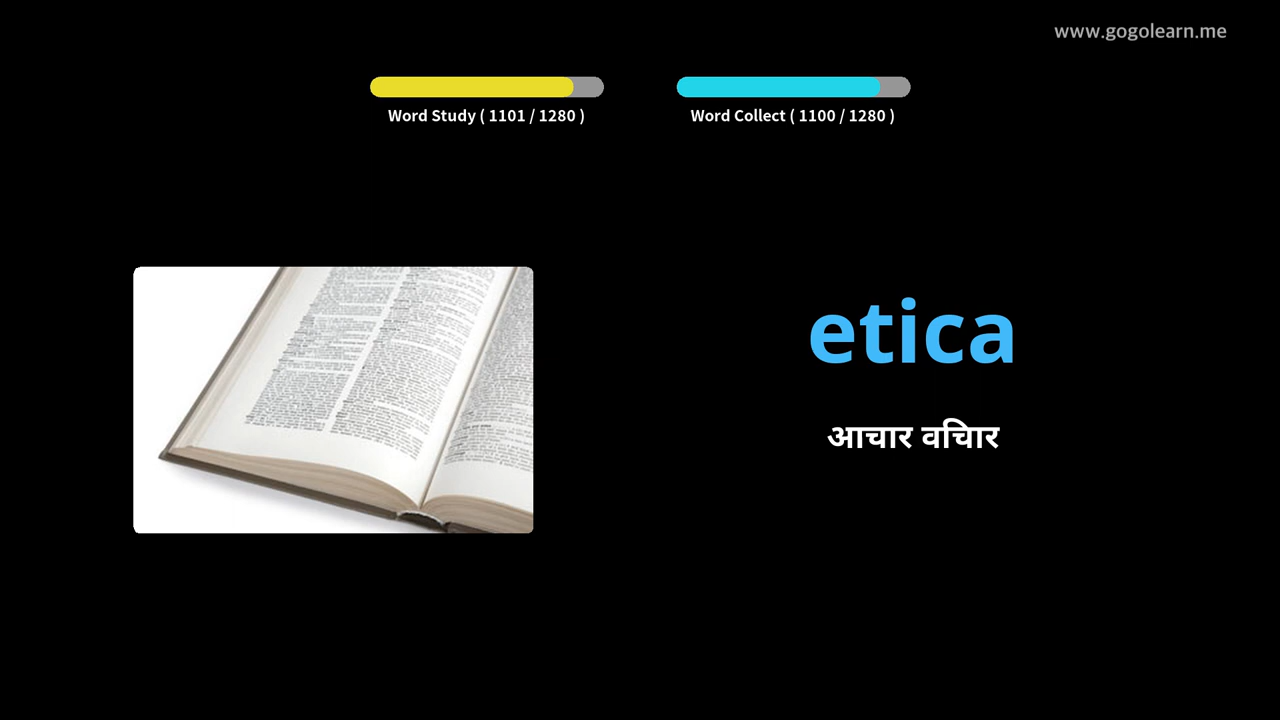 www.gogolearn.me
Word Study ( 1101 / 1280 )
Word Collect ( 1100 / 1280 )
etica
आचार वचिार